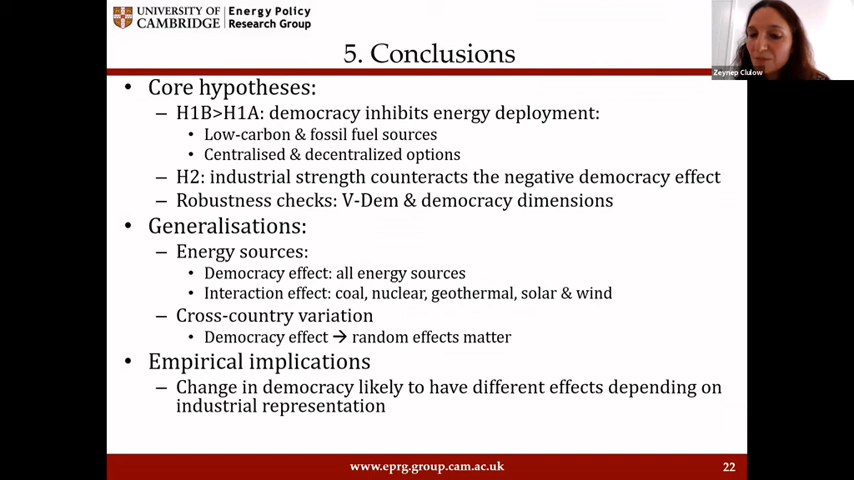 UNIVERSITY OF CAMBRIDGE
Energy Policy Research Group
5. Conclusions
Zeynep Clulow
• Core hypotheses:
– H1B>H1A: democracy inhibits energy deployment:
• Low-carbon & fossil fuel sources
• Centralised & decentralized options
– H2: industrial strength counteracts the negative democracy effect
– Robustness checks: V-Dem & democracy dimensions
• Generalisations:
– Energy sources:
• Democracy effect: all energy sources
• Interaction effect: coal, nuclear, geothermal, solar & wind
– Cross-country variation
• Democracy effect → random effects matter
• Empirical implications
– Change in democracy likely to have different effects depending on
industrial representation
www.eprg.group.cam.ac.uk
22